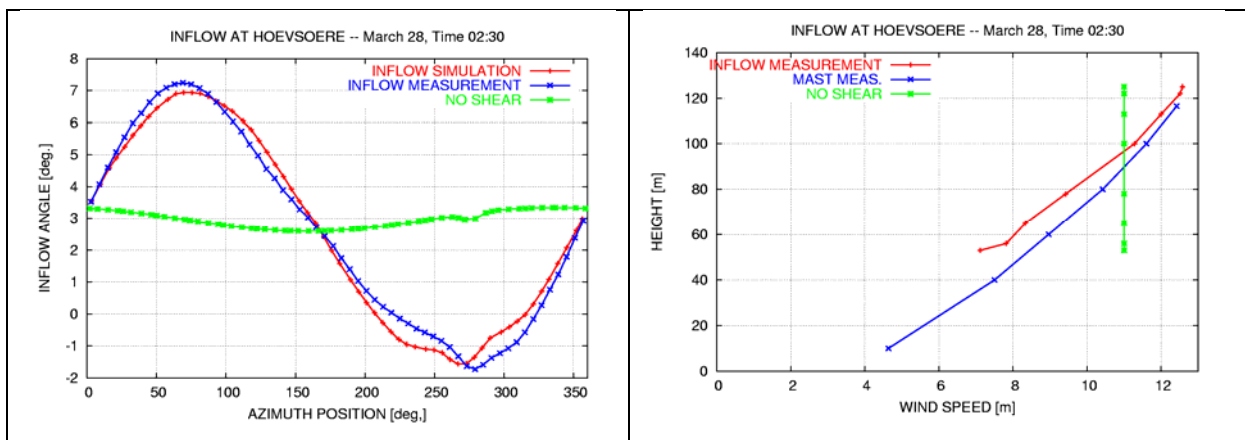 INFLOW AT HOEVSOERE -- March 28, Time 02:30
8
7
6
5
4
3
2
1
0
-1
-2
INFLOW ANGLE [deg.]
INFLOW SIMULATION
INFLOW MEASUREMENT
NO SHEAR
0 50 100 150 200 250 300 350
AZIMUTH POSITION [deg,]
INFLOW AT HOEVSOERE -- March 28, Time 02:30
140
120
100
80
60
40
20
0
HEIGHT [m]
INFLOW MEASUREMENT
MAST MEAS.
NO SHEAR
0 2 4 6 8 10 12
WIND SPEED [m]